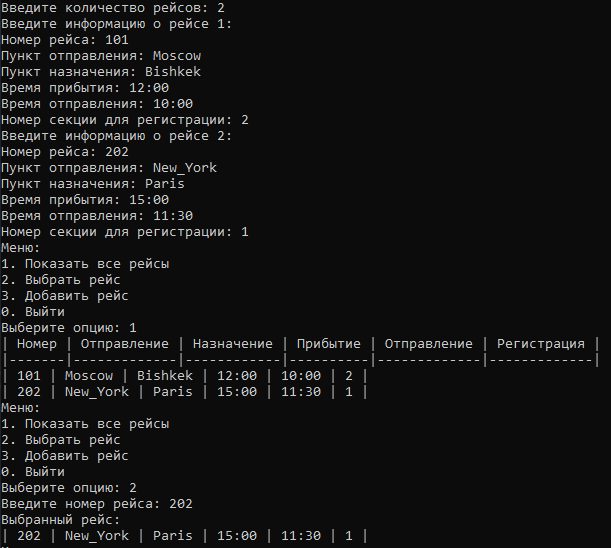 Введите количество рейсов: 2
Введите информацию о рейсе 1:
Номер рейса: 101
Пункт отправления: Moscow
Пункт назначения: Bishkek
Время прибытия: 12:00
Время отправления: 10:00
Номер секции для регистрации: 2
Введите информацию о рейсе 2:
Номер рейса: 202
Пункт отправления: New_York
Пункт назначения: Paris
Время прибытия: 15:00
Время отправления: 11:30
Номер секции для регистрации: 1
Меню:
1. Показать все рейсы
2. Выбрать рейс
3. Добавить рейс
0. Выйти
Выберите опцию: 1
| Номер | Отправление | Назначение | Прибытие | Отправление | Регистрация |
|-------|-------------|------------|----------|-------------|-------------|
| 101 | Moscow | Bishkek | 12:00 | 10:00 | 2 |
| 202 | New_York | Paris | 15:00 | 11:30 | 1 |
Меню:
1. Показать все рейсы
2. Выбрать рейс
3. Добавить рейс
0. Выйти
Выберите опцию: 2
Введите номер рейса: 202
Выбранный рейс:
| 202 | New_York | Paris | 15:00 | 11:30 | 1 |